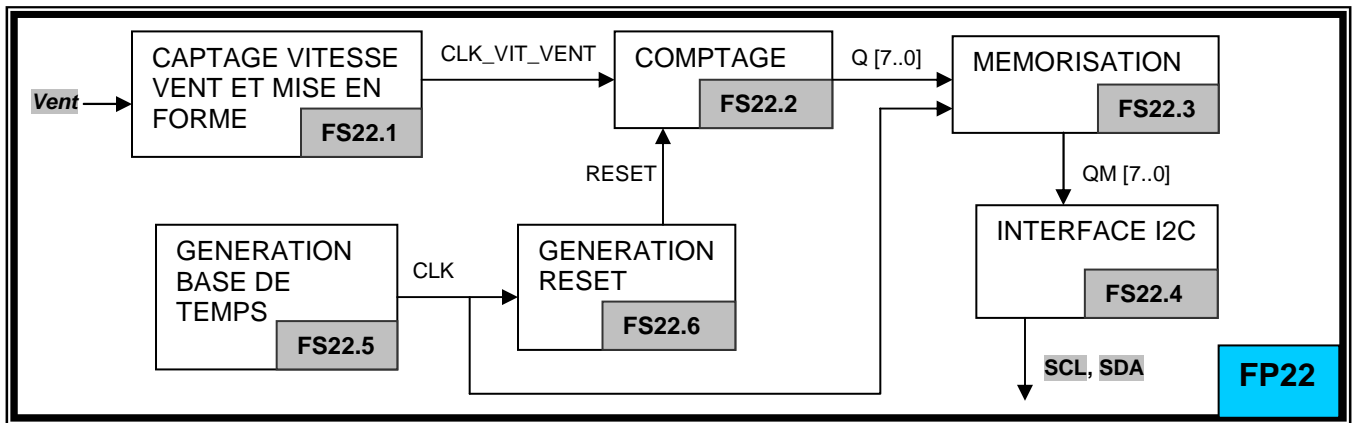 Vent
CAPTAGE VITESSE
VENT ET MISE EN
FORME
FS22.1
CLK_VIT_VENT
COMPTAGE
FS22.2
Q [7..0]
MEMORISATION
FS22.3
RESET
QM [7..0]
GENERATION
BASE DE
TEMPS
FS22.5
CLK
GENERATION
RESET
FS22.6
INTERFACE I2C
FS22.4
SCL, SDA
FP22